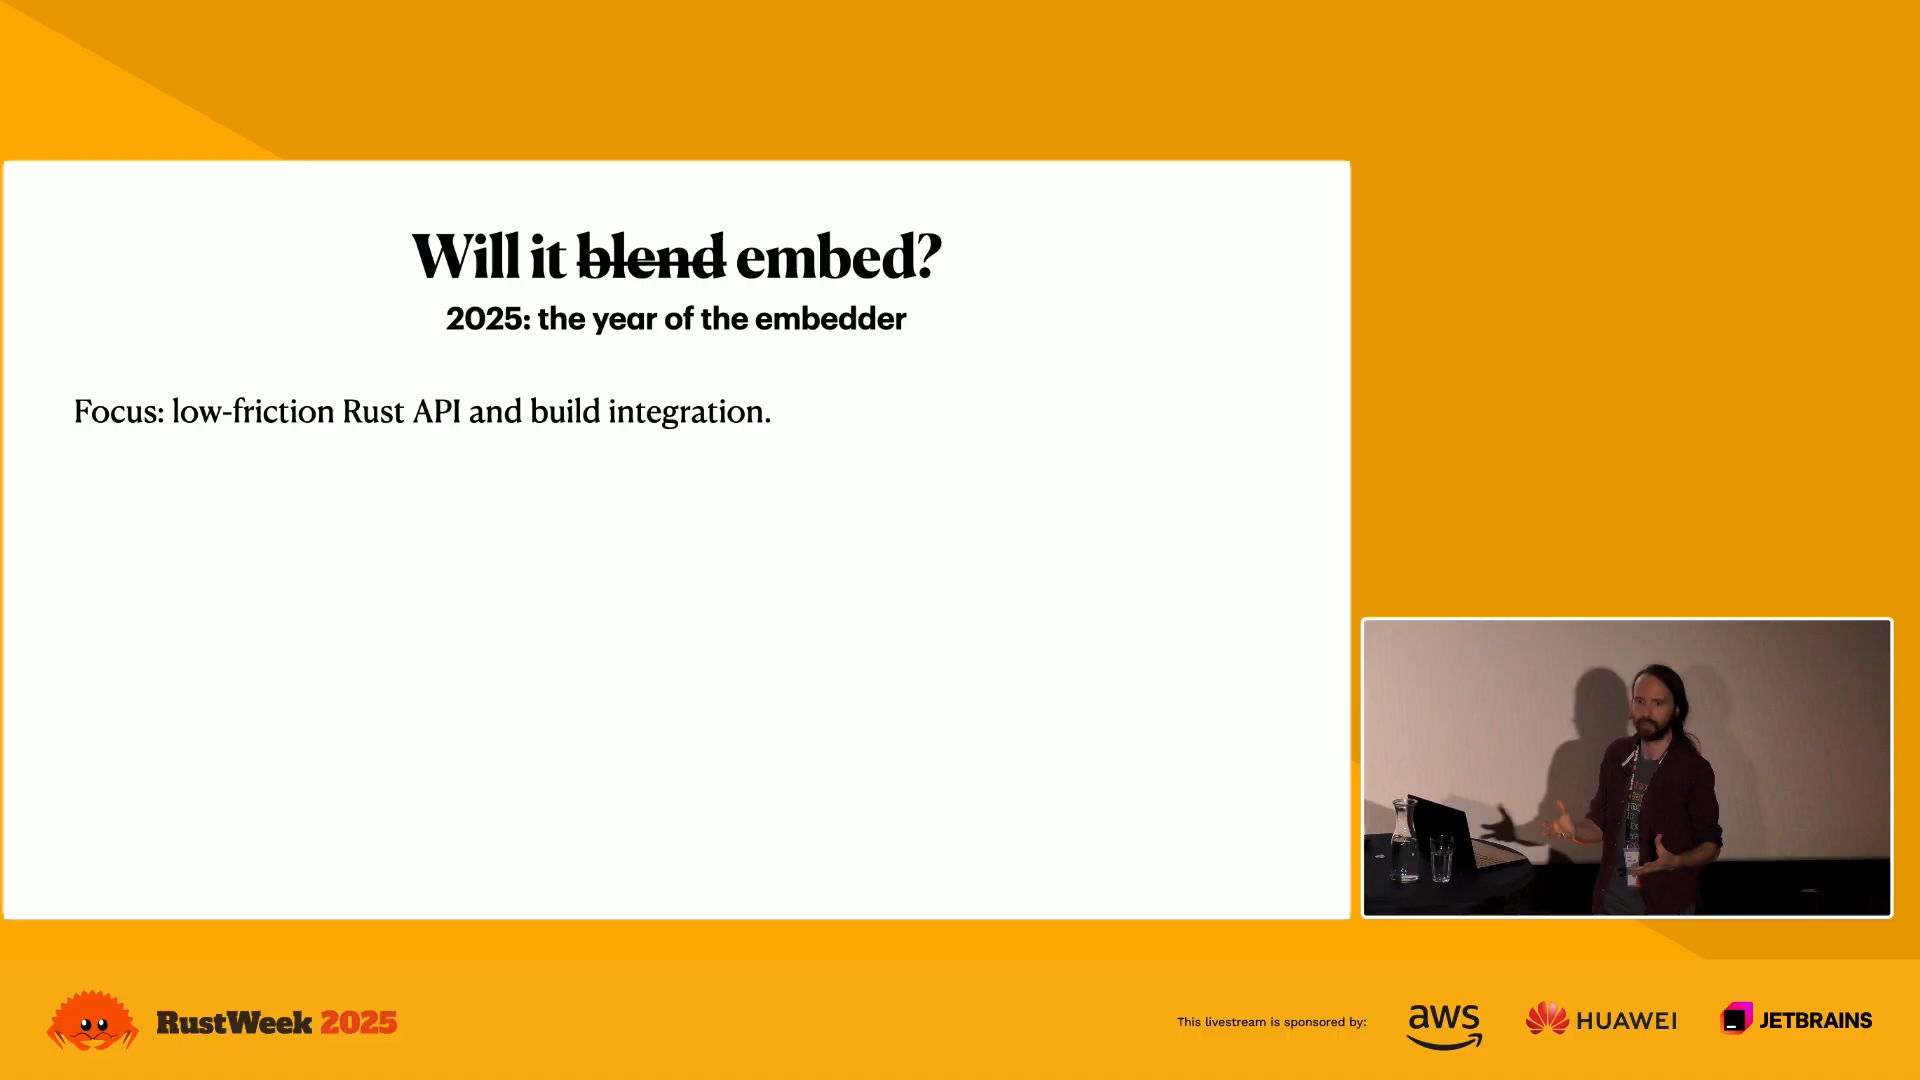 Will it blend embed?
2025: the year of the embedder
Focus: low-friction Rust API and build integration.
RustWeek 2025
This livestream is sponsored by:
aws
HUAWEI
JETBRAINS